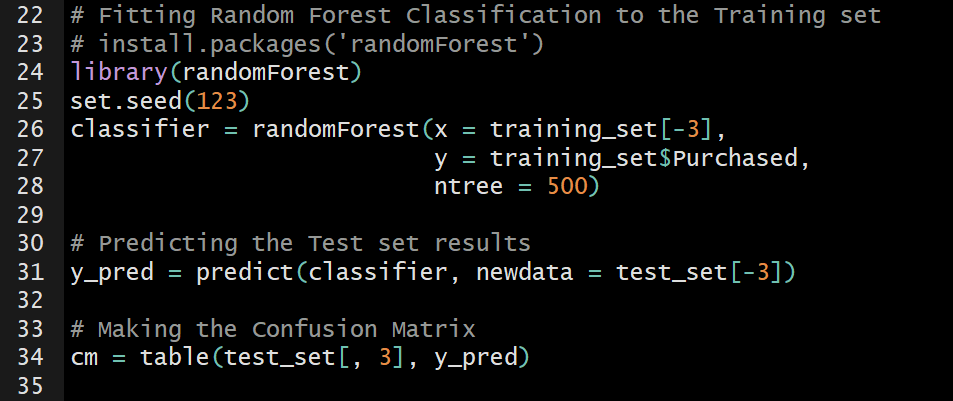 22 # Fitting Random Forest Classification to the Training set
23 # install.packages('randomForest')
24 library(randomForest)
25 set.seed(123)
26 classifier = randomForest(x = training_set[-3],
27                           y = training_set$Purchased,
28                           ntree = 500)
29
30 # Predicting the Test set results
31 y_pred = predict(classifier, newdata = test_set[-3])
32
33 # Making the Confusion Matrix
34 cm = table(test_set[, 3], y_pred)
35